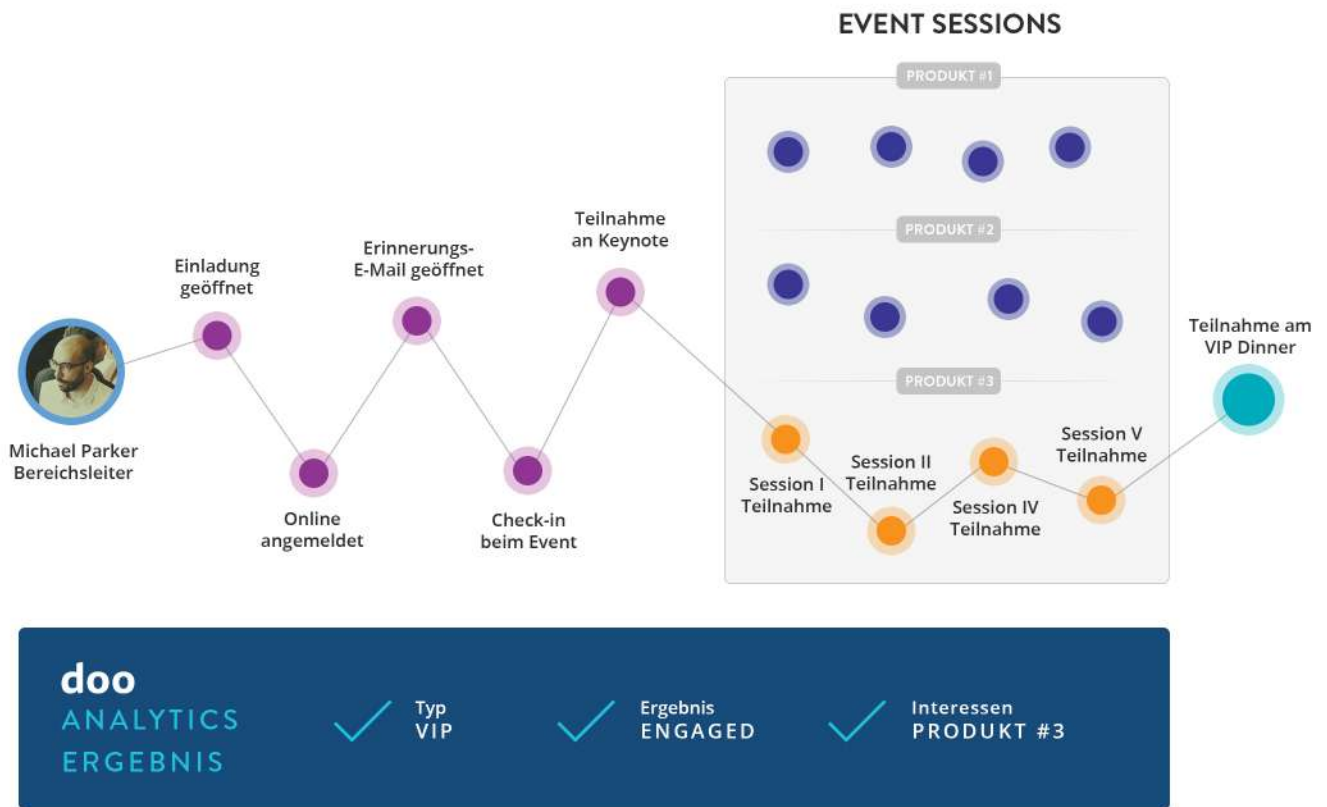 EVENT SESSIONS
PRODUKT #1
Teilnahme
an Keynote
PRODUKT #2
Erinnerungs-
E-Mail geöffnet
Einladung
geöffnet
Teilnahme am
VIP Dinner
PRODUKT #3
Michael Parker
Bereichsleiter
Online
angemeldet
Check-in
beim Event
Session I
Teilnahme
Session II
Teilnahme
Session IV
Teilnahme
Session V
Teilnahme
doo
ANALYTICS
ERGEBNIS
Typ
VIP
Ergebnis
ENGAGED
Interessen
PRODUKT #3